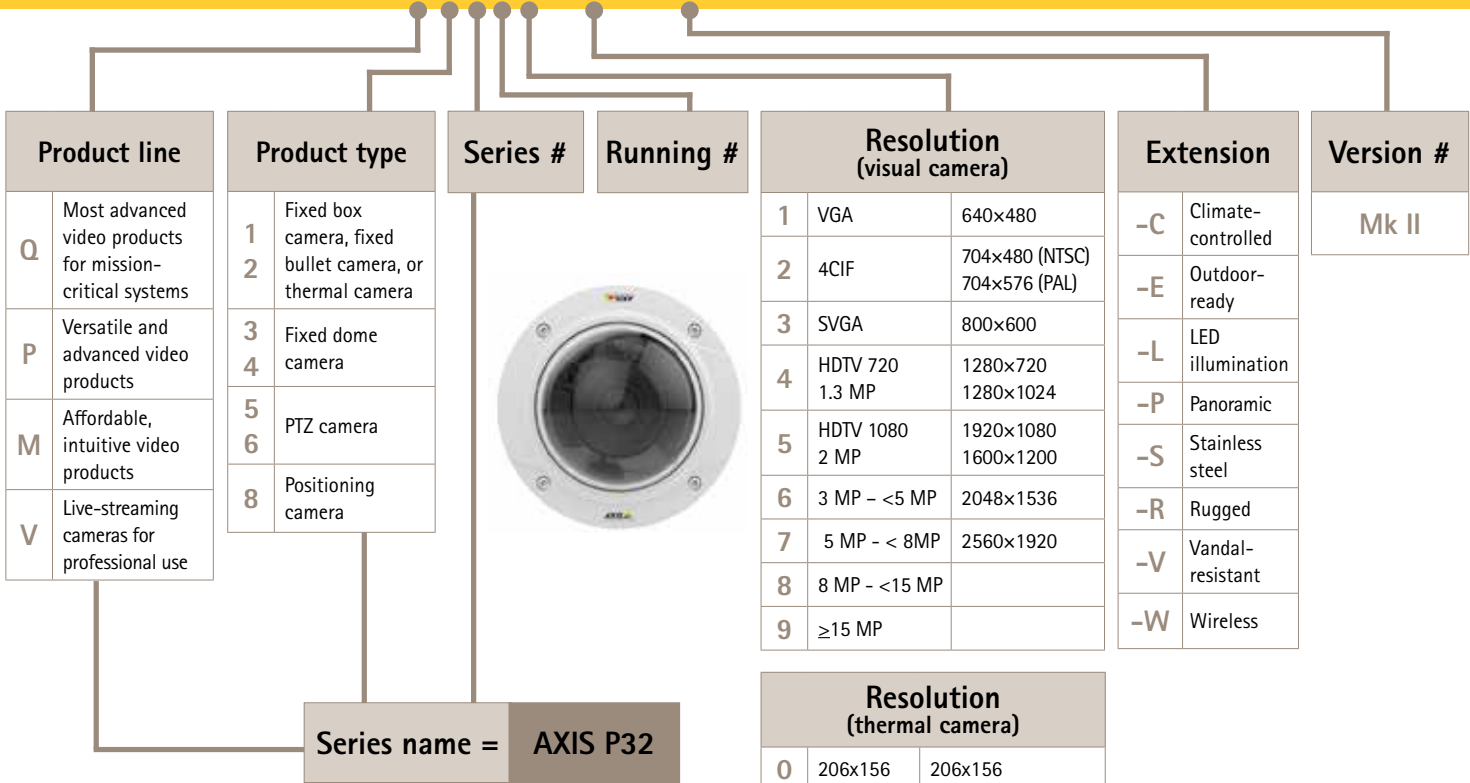 Product line
Q
Most advanced
video products
for mission-
critical systems
P
Versatile and
advanced video
products
M
Affordable,
intuitive video
products
V
Live-streaming
cameras for
professional use
Product type
1
2
Fixed box
camera, fixed
bullet camera, or
thermal camera
3
4
Fixed dome
camera
5
6
PTZ camera
8
Positioning
camera
Series #
Running #
Resolution
(visual camera)
1 VGA 640×480
2 4CIF 704×480 (NTSC)
704×576 (PAL)
3 SVGA 800×600
4 HDTV 720 1280×720
1.3 MP 1280×1024
5 HDTV 1080 1920×1080
2 MP 1600×1200
6 3 MP – <5 MP 2048×1536
7 5 MP - < 8MP 2560×1920
8 8 MP - <15 MP
9 ≥15 MP
Extension
-C Climate-
controlled
-E Outdoor-
ready
-L LED
illumination
-P Panoramic
-S Stainless
steel
-R Rugged
-V Vandal-
resistant
-W Wireless
Version #
Mk II
AXIS
Series name = AXIS P32
Resolution
(thermal camera)
0 206x156 206x156